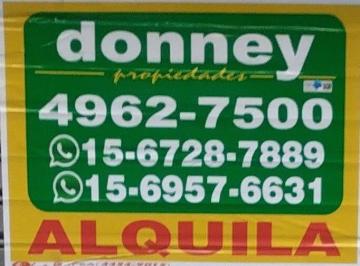 donney
propiedades
4962-7500
15-6728-7889
15-6957-6631
ALQUILA